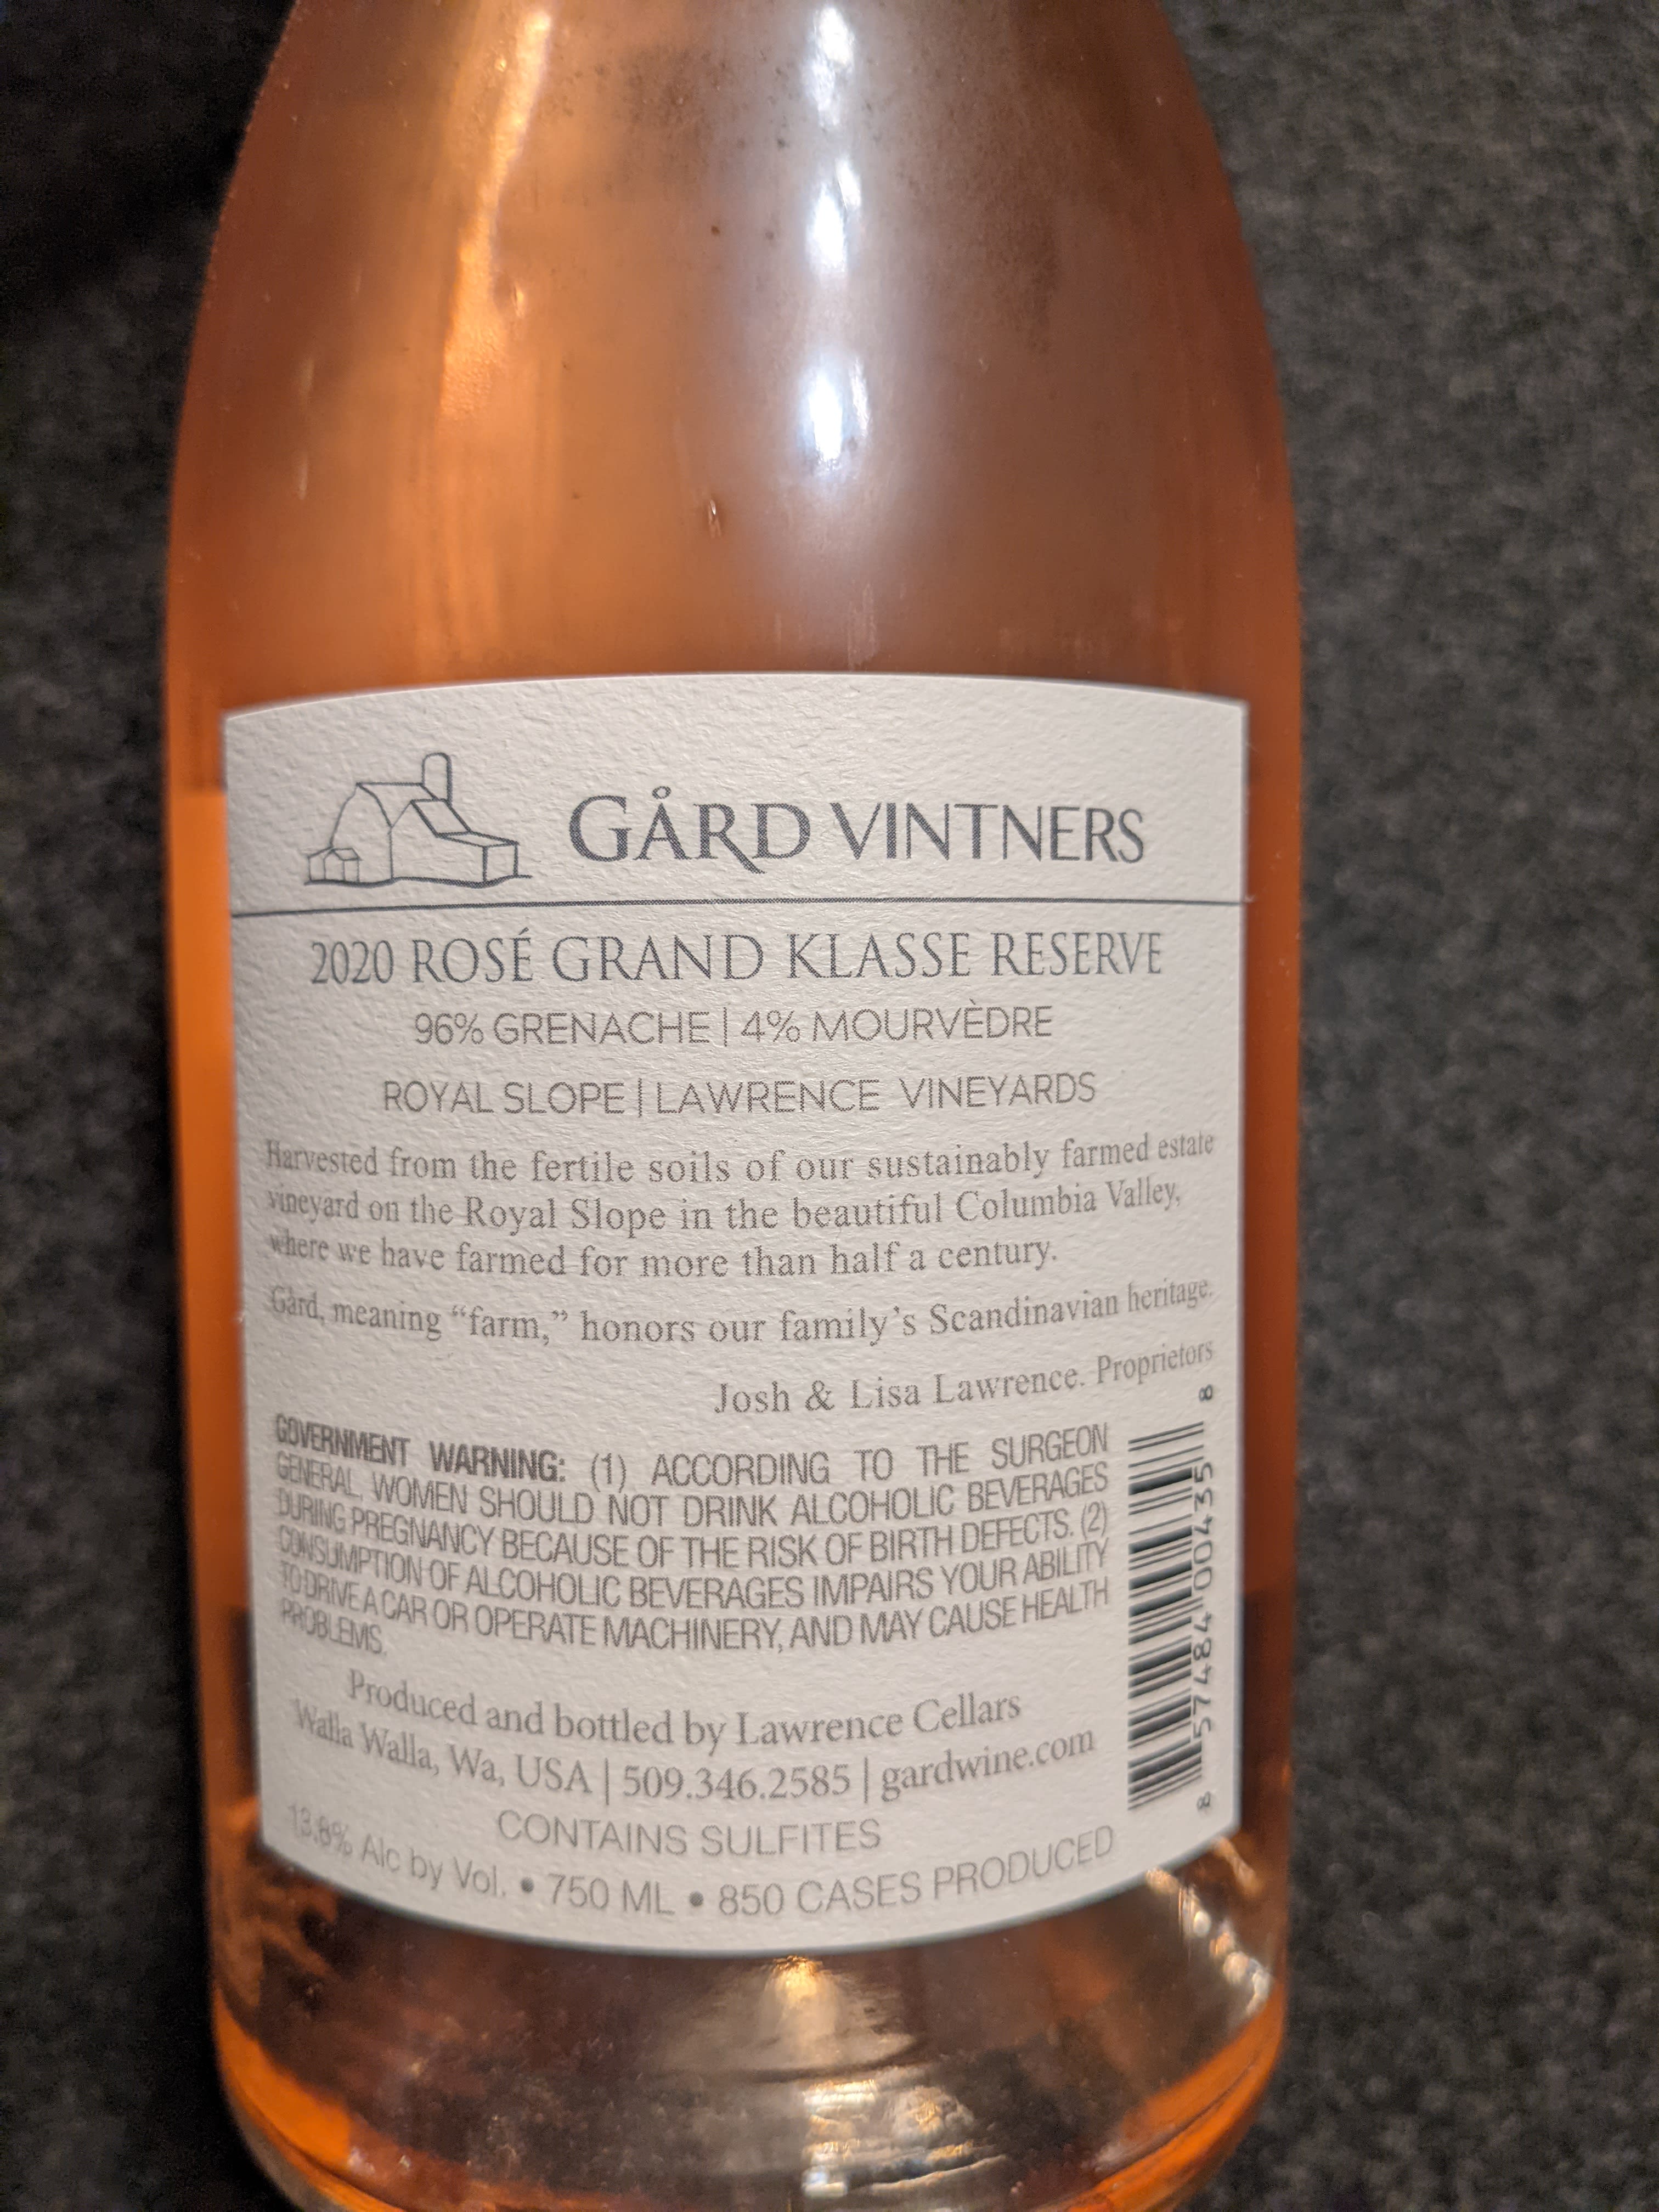 GÅRD VINTNERS
2020 ROSÉ GRAND KLASSE RESERVE
96% GRENACHE | 4% MOURVÈDRE
ROYAL SLOPE | LAWRENCE VINEYARDS
Harvested from the fertile soils of our sustainably farmed estate
vineyard on the Royal Slope in the beautiful Columbia Valley,
where we have farmed for more than half a century.
Gård, meaning “farm,” honors our family’s Scandinavian heritage.
Josh & Lisa Lawrence. Proprietors
GOVERNMENT WARNING: (1) ACCORDING TO THE SURGEON
GENERAL, WOMEN SHOULD NOT DRINK ALCOHOLIC BEVERAGES
DURING PREGNANCY BECAUSE OF THE RISK OF BIRTH DEFECTS. (2)
CONSUMPTION OF ALCOHOLIC BEVERAGES IMPAIRS YOUR ABILITY
TO DRIVE A CAR OR OPERATE MACHINERY, AND MAY CAUSE HEALTH
PROBLEMS.
8 57484 00435 8
Produced and bottled by Lawrence Cellars
Walla Walla, Wa, USA | 509.346.2585 | gardwine.com
CONTAINS SULFITES
13.8% Alc by Vol. • 750 ML • 850 CASES PRODUCED